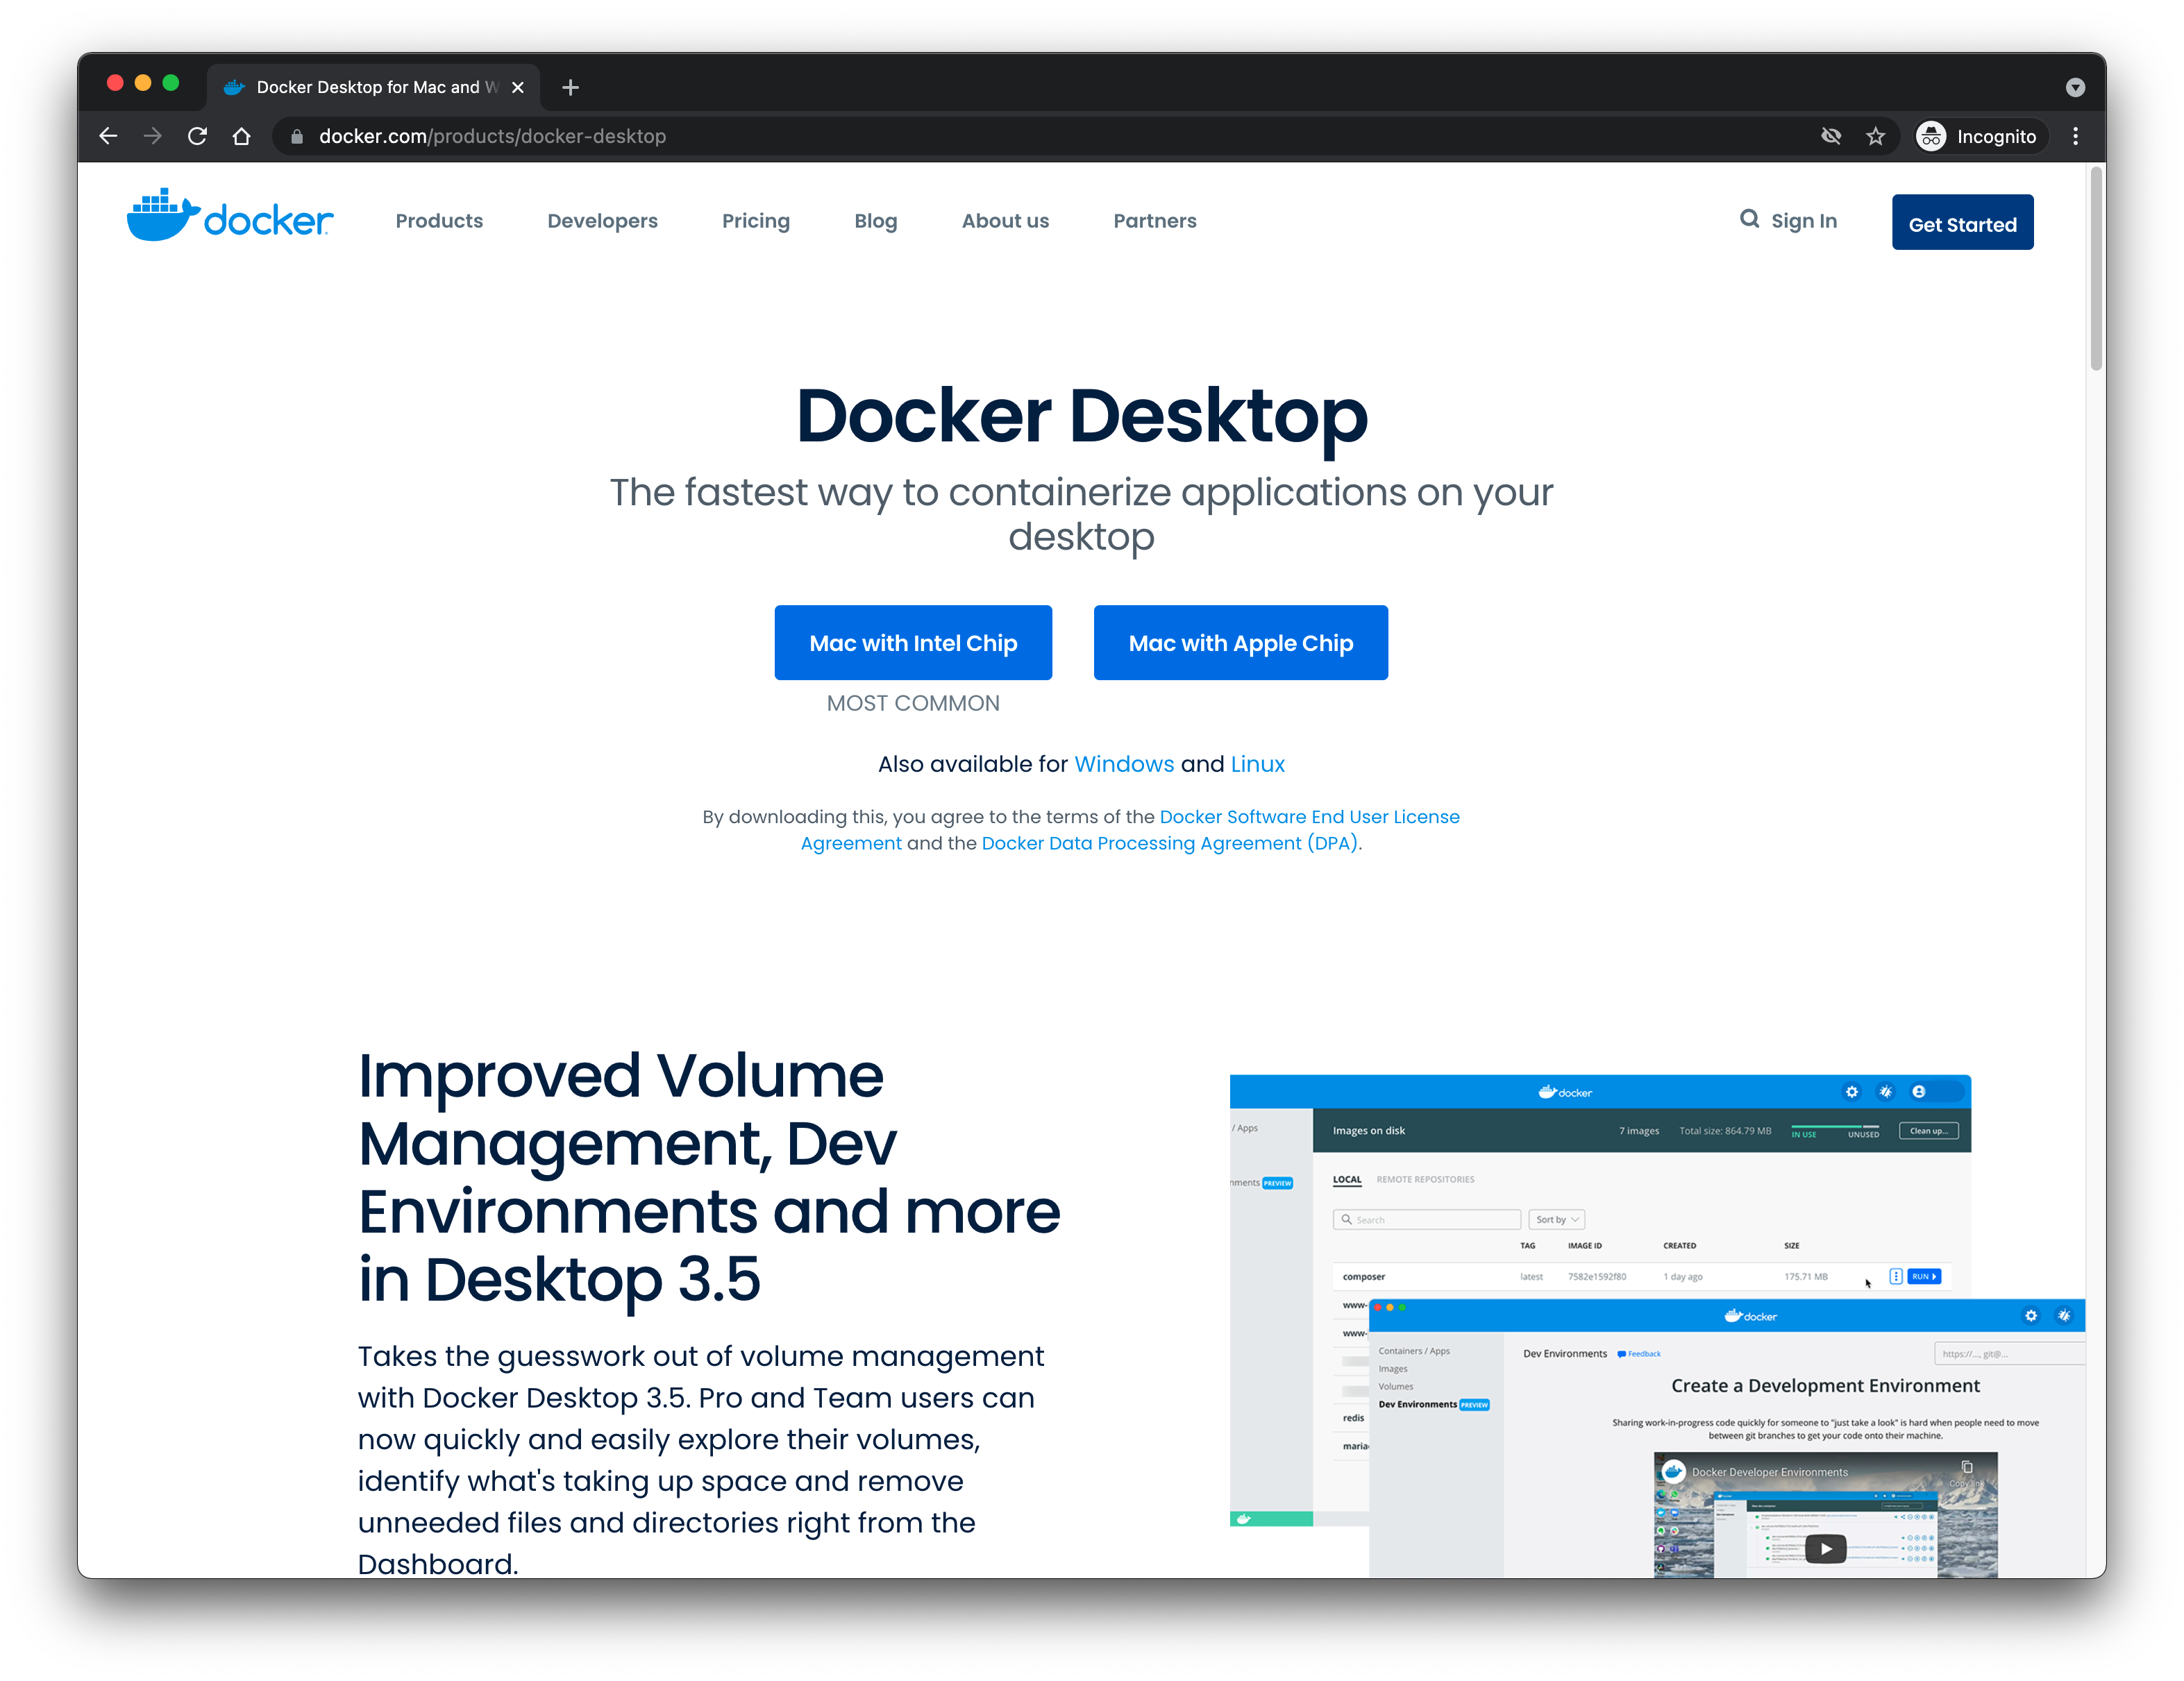 Docker Desktop for Mac and W
docker.com/products/docker-desktop
Incognito
docker
Products
Developers
Pricing
Blog
About us
Partners
Sign In
Get Started
Docker Desktop
The fastest way to containerize applications on your
desktop
Mac with Intel Chip
Mac with Apple Chip
MOST COMMON
Also available for Windows and Linux
By downloading this, you agree to the terms of the Docker Software End User License
Agreement and the Docker Data Processing Agreement (DPA).
Improved Volume
Management, Dev
Environments and more
in Desktop 3.5
Takes the guesswork out of volume management
with Docker Desktop 3.5. Pro and Team users can
now quickly and easily explore their volumes,
identify what's taking up space and remove
unneeded files and directories right from the
Dashboard.
docker
/ Apps
Images on disk
7 images
Total size: 864.79 MB
IN USE
UNUSED
Clean up...
nments PREVIEW
LOCAL
REMOTE REPOSITORIES
Search
Sort by
TAG
IMAGE ID
CREATED
SIZE
composer
latest
7582e1592f80
1 day ago
175.71 MB
RUN
www-
www-
redis
maria
docker
Containers / Apps
Images
Volumes
Dev Environments PREVIEW
Dev Environments
Feedback
https://..., git@...
Create a Development Environment
Sharing work-in-progress code quickly for someone to "just take a look" is hard when people need to move
between git branches to get your code onto their machine.
Docker Developer Environments
Copy link